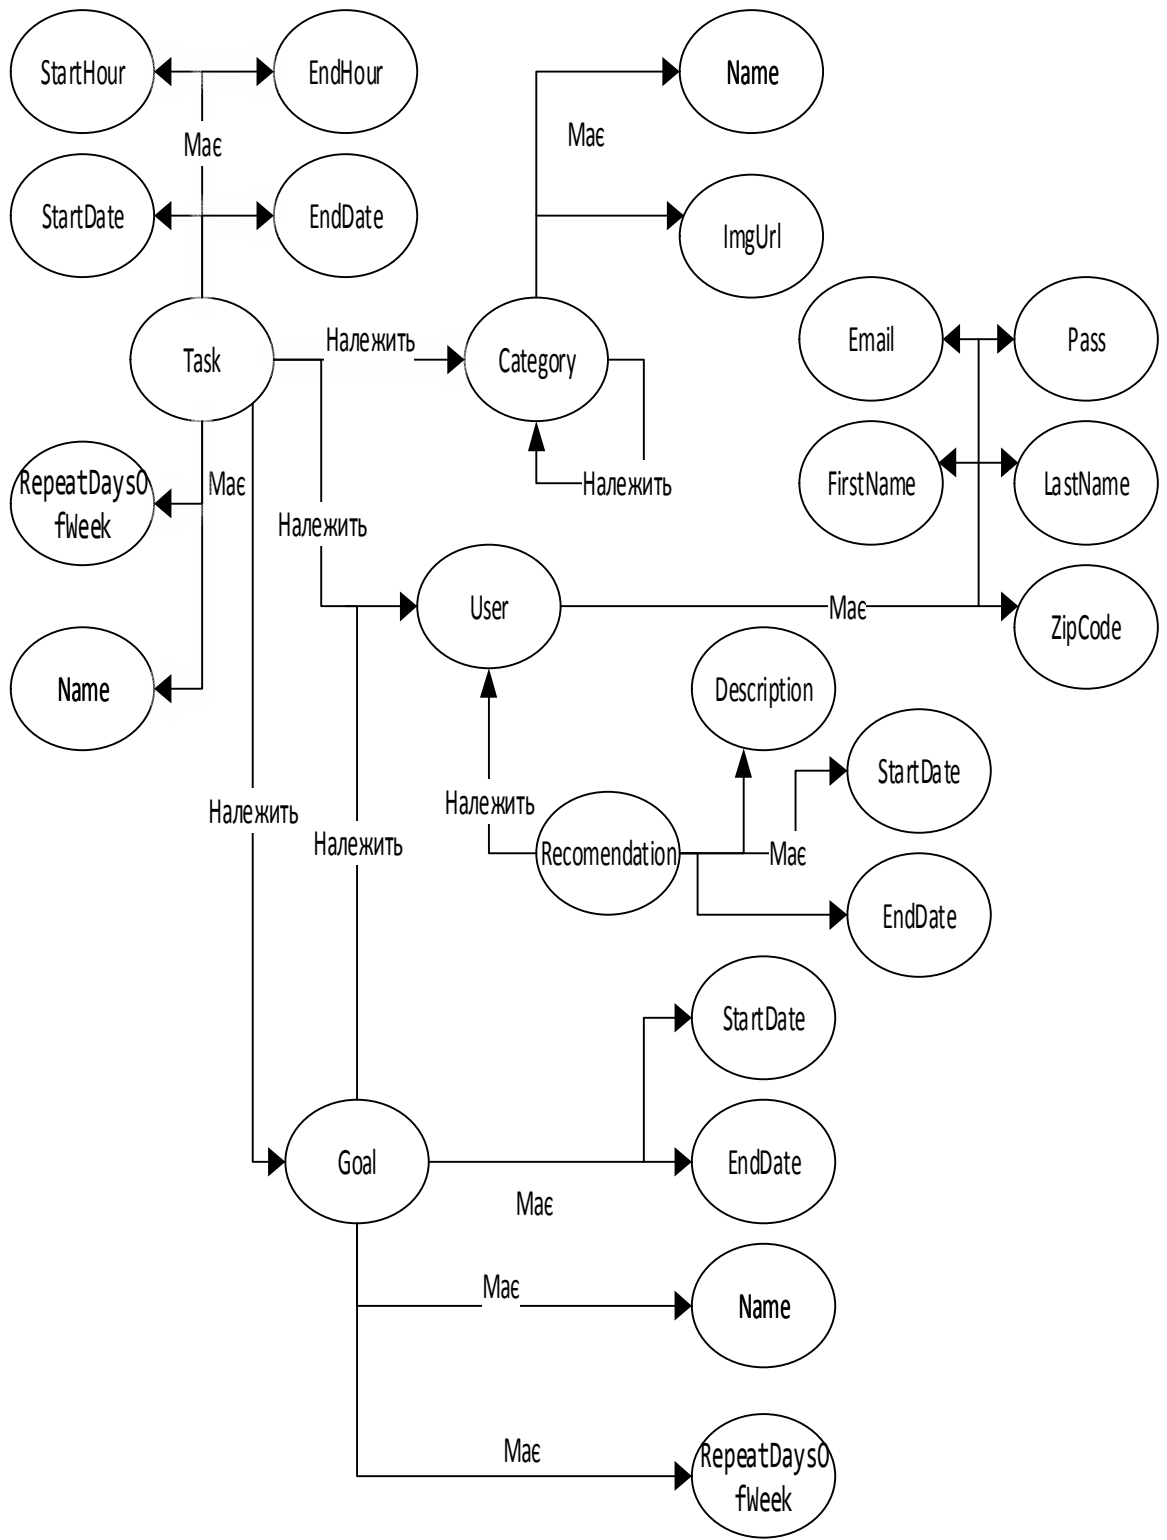 StartHour
EndHour
Name
Має
Має
StartDate
EndDate
ImgUrl
Належить
Task
Category
Email
Pass
RepeatDaysO
fWeek
Має
Належить
FirstName
LastName
Належить
User
Має
ZipCode
Name
Description
StartDate
Належить
Належить
Належить
Recomendation
Має
EndDate
StartDate
Goal
EndDate
Має
Має
Name
Має
RepeatDaysO
fWeek